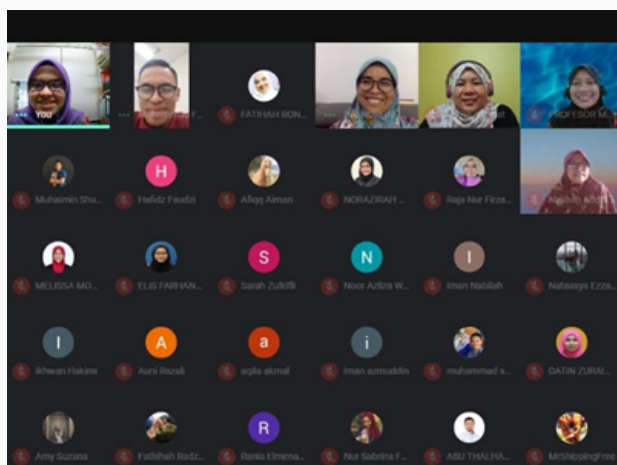 YOU F... FATIHAH RON... PROFESOR M...
Muhaimin Shu... H Hafidz Faudzi Afiqq Aiman NORAZIRAH ... Raja Nur Firza...
MELISSA MO... ELIS FARHAN... S Sarah Zulkifli N Noor Azliza W... I Iman Nabilah Natassya Ezza...
I Ikhwan Hakimi A Auni Razali a aqila akmal i iman azmuddin muhammad s... DATIN ZURAI...
Amy Suzana Fathihah Radz... R Rania Elmena... Nur Sabrina F... ABU THALHA... MrShippingFree